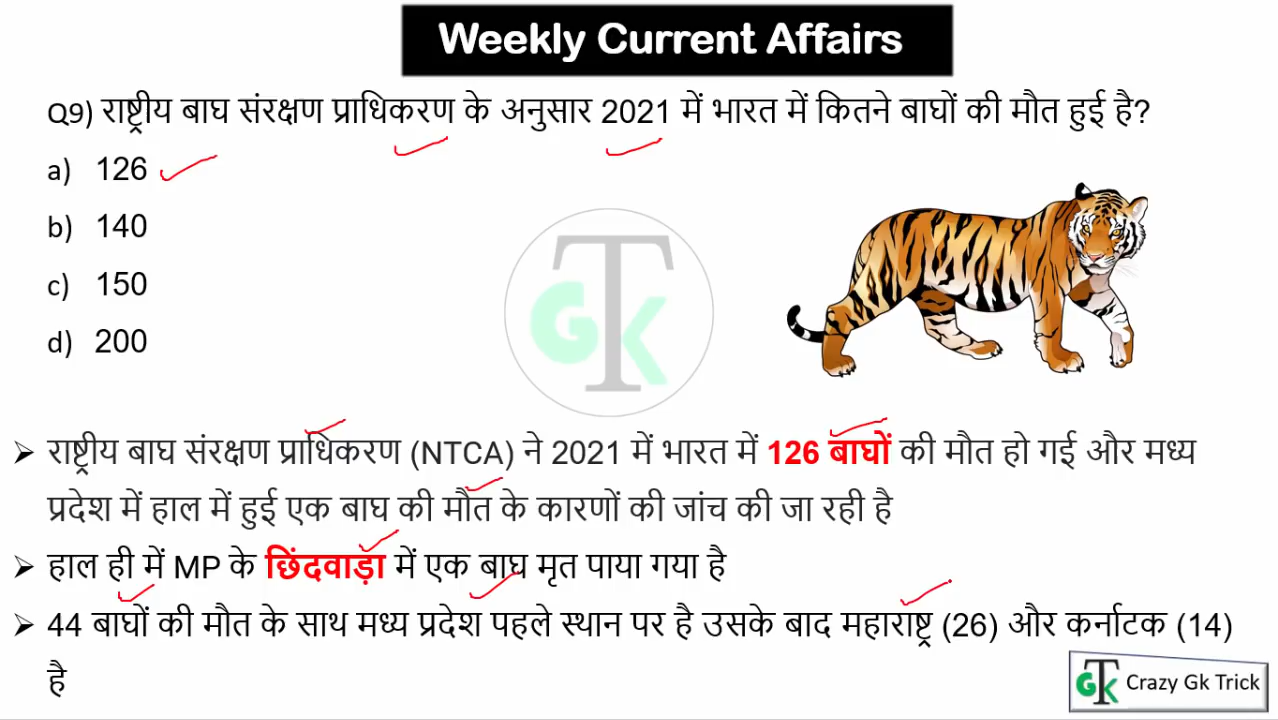 Weekly Current Affairs
Q9) राष्ट्रीय बाघ संरक्षण प्राधिकरण के अनुसार 2021 में भारत में कितने बाघों की मौत हुई है?
a) 126
b) 140
c) 150
d) 200
GTK
➢ राष्ट्रीय बाघ संरक्षण प्राधिकरण (NTCA) ने 2021 में भारत में 126 बाघों की मौत हो गई और मध्य
प्रदेश में हाल में हुई एक बाघ की मौत के कारणों की जांच की जा रही है
➢ हाल ही में MP के छिंदवाड़ा में एक बाघ मृत पाया गया है
➢ 44 बाघों की मौत के साथ मध्य प्रदेश पहले स्थान पर है उसके बाद महाराष्ट्र (26) और कर्नाटक (14)
है
GTK Crazy Gk Trick